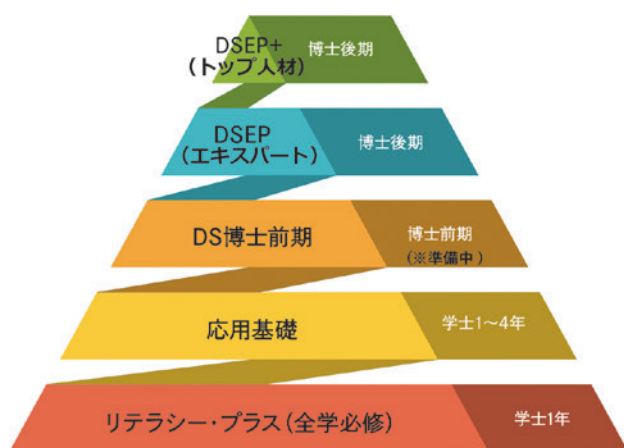 DSEP+
(トップ人材)
博士後期
DSEP
(エキスパート)
博士後期
DS博士前期
博士前期
(※準備中)
応用基礎
学士1〜4年
リテラシー・プラス(全学必修)
学士1年